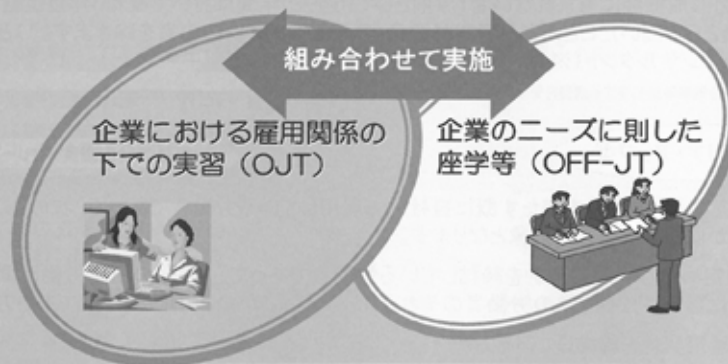 組み合わせて実施
企業における雇用関係の
下での実習（OJT）
企業のニーズに則した
座学等（OFF-JT）